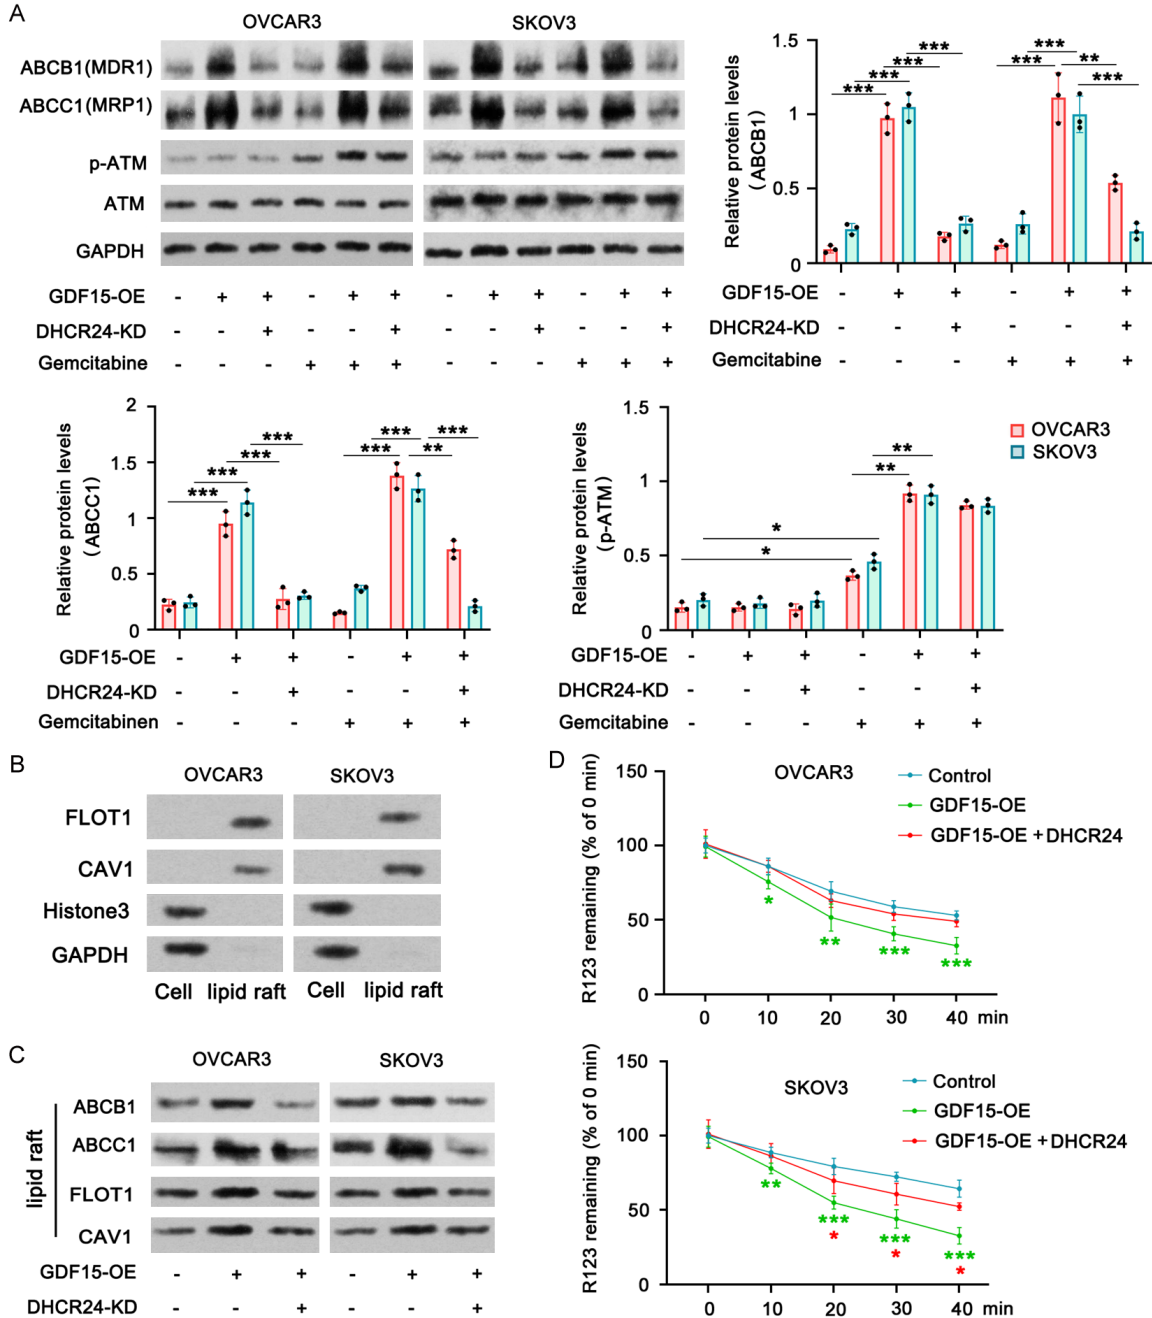 A
OVCAR3
SKOV3
ABCB1(MDR1)
ABCC1(MRP1)
p-ATM
ATM
GAPDH
GDF15-OE - + + - + + - + + - + +
DHCR24-KD - - + - - + - - + - - +
Gemcitabine - - - + + + - - - + + +
Relative protein levels
(ABCB1)
1.5
1
0.5
0
*** *** *** *** *** *** ** ***
GDF15-OE - + + - + +
DHCR24-KD - - + - - +
Gemcitabine - - - + + +
Relative protein levels
(ABCC1)
2
1.5
1
0.5
0
*** *** *** *** *** *** ** ***
GDF15-OE - + + - + +
DHCR24-KD - - + - - +
Gemcitabinen - - - + + +
Relative protein levels
(p-ATM)
1.5
1
0.5
0
* * ** **
OVCAR3
SKOV3
GDF15-OE - + + - + +
DHCR24-KD - - + - - +
Gemcitabine - - - + + +
B
OVCAR3
SKOV3
FLOT1
CAV1
Histone3
GAPDH
Cell lipid raft Cell lipid raft
C
OVCAR3
SKOV3
lipid raft
ABCB1
ABCC1
FLOT1
CAV1
GDF15-OE - + + - + +
DHCR24-KD - - + - - +
D
R123 remaining (% of 0 min)
OVCAR3
Control
GDF15-OE
GDF15-OE +DHCR24
150
100
50
0
* ** *** ***
0 10 20 30 40 min
R123 remaining (% of 0 min)
SKOV3
Control
GDF15-OE
GDF15-OE +DHCR24
150
100
50
0
** *** *** ***
* * *
0 10 20 30 40 min